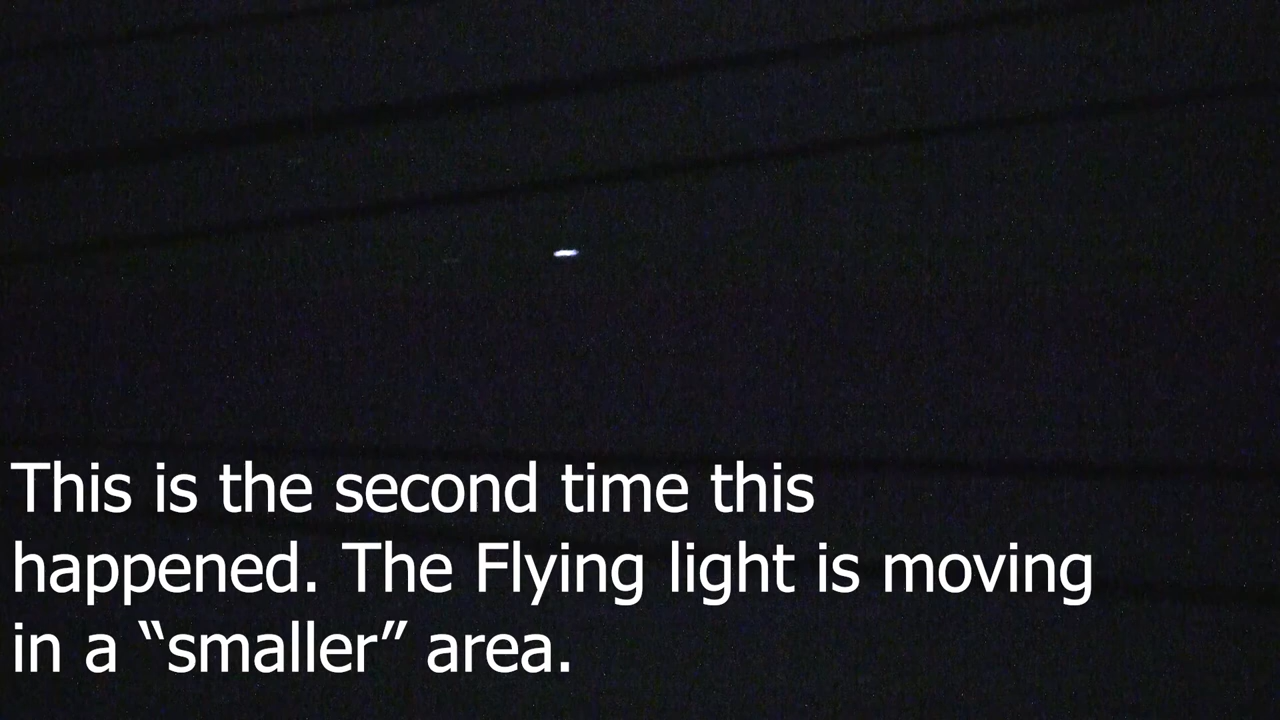 This is the second time this
happened. The Flying light is moving
in a “smaller” area.